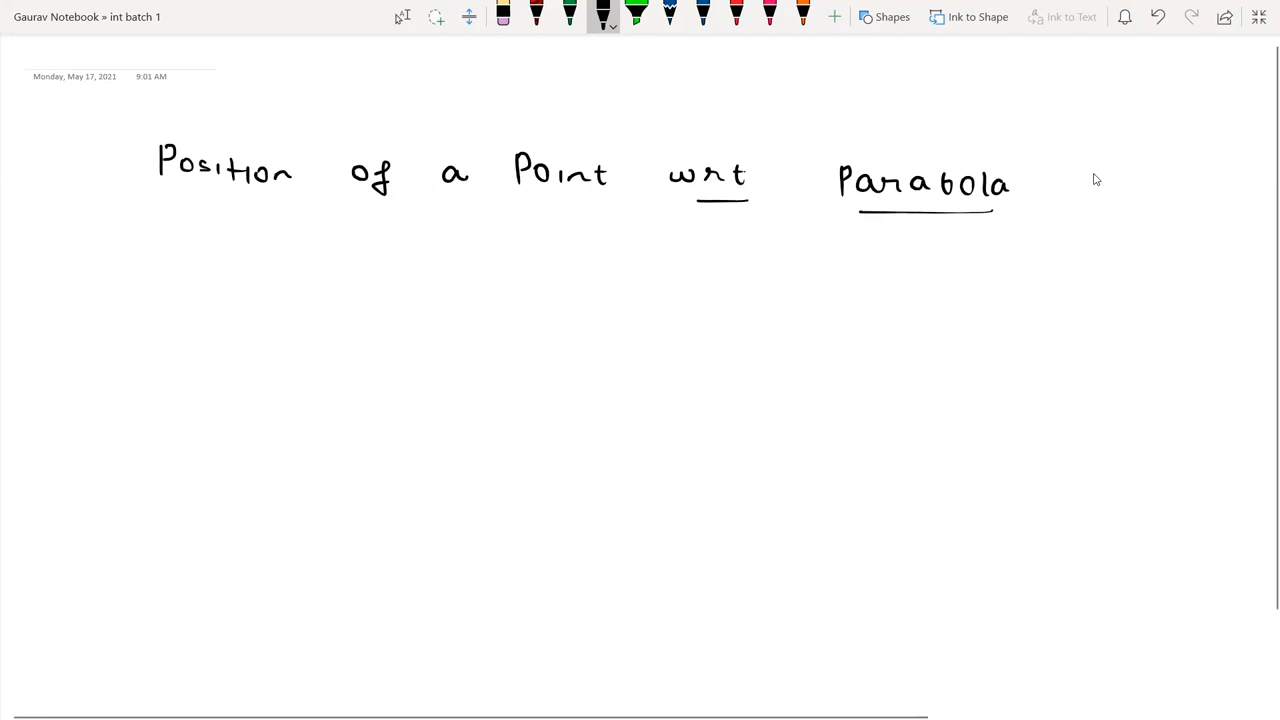 Gaurav Notebook » int batch 1
Shapes Ink to Shape Ink to Text
Monday, May 17, 2021 9:01 AM
Position of a Point wrt Parabola